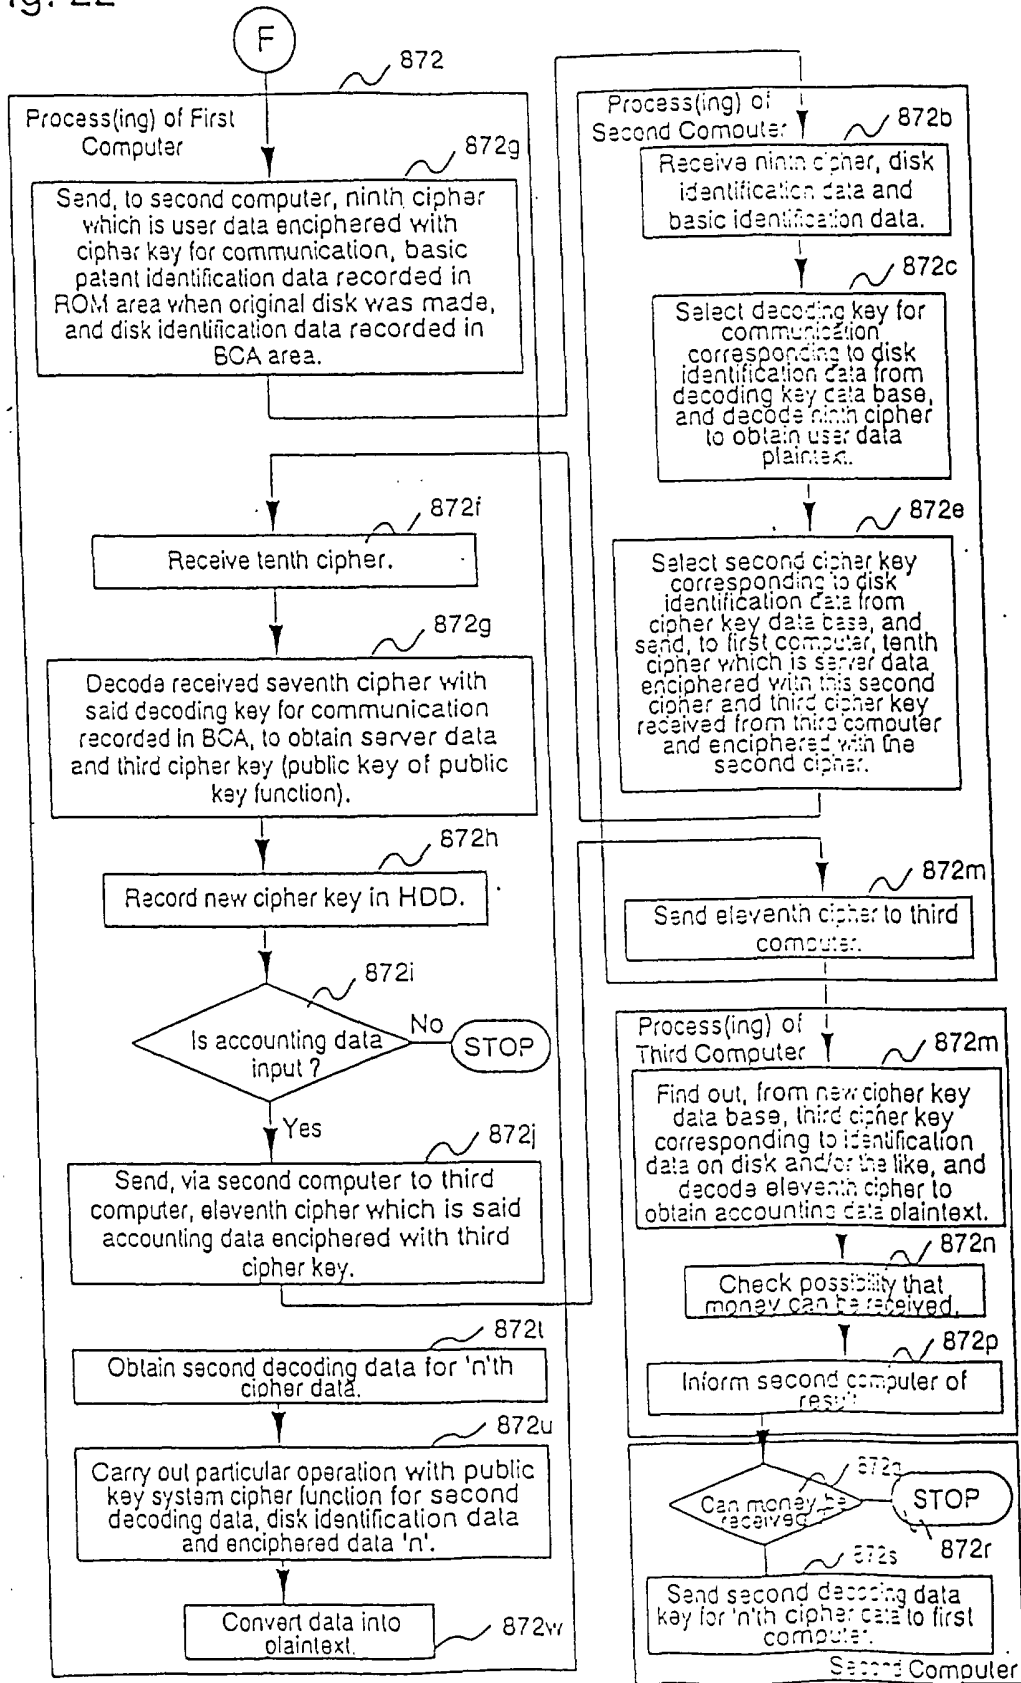 Fig. 22
F
872
Process(ing) of First
Computer
872g
Send, to second computer, ninth cipher
which is user data enciphered with
cipher key for communication, basic
patent identification data recorded in
ROM area when original disk was made,
and disk identification data recorded in
BCA area.
872f
Receive tenth cipher.
872g
Decode received seventh cipher with
said decoding key for communication
recorded in BCA, to obtain server data
and third cipher key (public key of public
key function).
872h
Record new cipher key in HDD.
872i
Is accounting data
input ?
No
STOP
Yes
872j
Send, via second computer to third
computer, eleventh cipher which is said
accounting data enciphered with third
cipher key.
872t
Obtain second decoding data for 'n'th
cipher data.
872u
Carry out particular operation with public
key system cipher function for second
decoding data, disk identification data
and enciphered data 'n'.
Convert data into
plaintext.
872w
Process(ing) of
Second Computer
872b
Receive ninth cipher, disk
identification data and
basic identification data.
872c
Select decoding key for
communication
corresponding to disk
identification data from
decoding key data base,
and decode ninth cipher
to obtain user data
plaintext.
872e
Select second cipher key
corresponding to disk
identification data from
cipher key data base, and
send, to first computer, tenth
cipher which is server data
enciphered with this second
cipher and third cipher key
received from third computer
and enciphered with the
second cipher.
872m
Send eleventh cipher to third
computer.
Process(ing) of
Third Computer
872m
Find out, from new cipher key
data base, third cipher key
corresponding to identification
data on disk and/or the like, and
decode eleventh cipher to
obtain accounting data plaintext.
872n
Check possibility that
money can be received.
872p
Inform second computer of
result
872q
Can money be
received ?
STOP
872r
872s
Send second decoding data
key for 'n'th cipher data to first
computer.
Second Computer